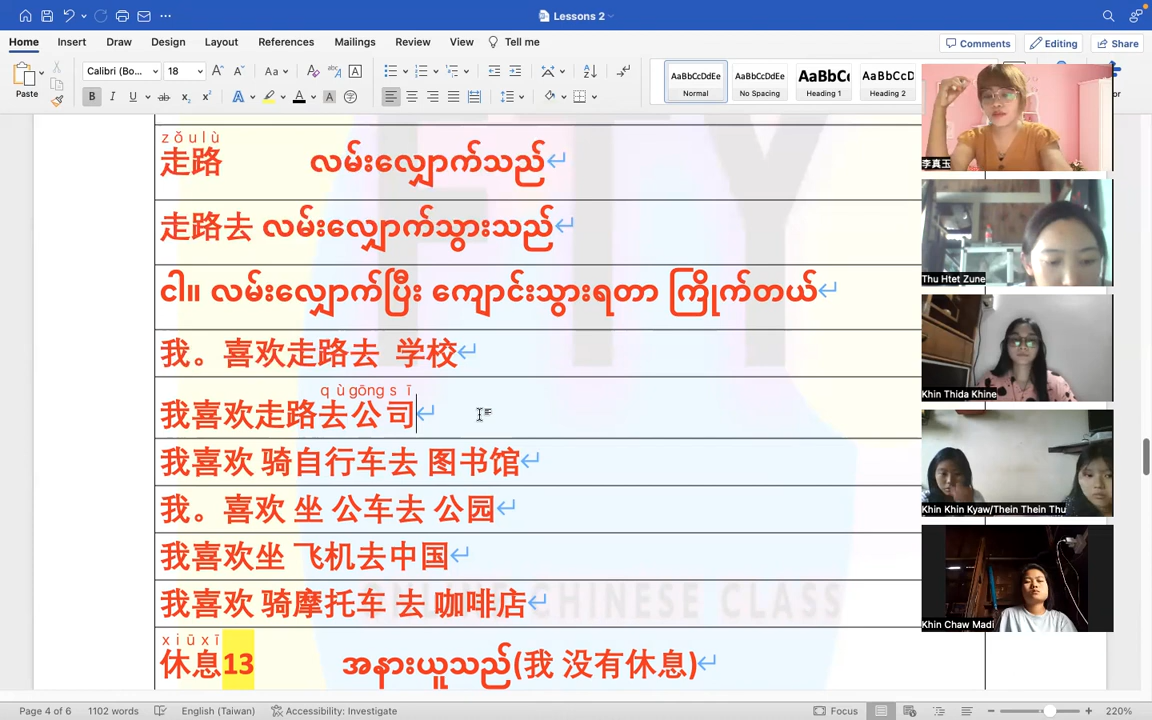 Lessons 2
Home Insert Draw Design Layout References Mailings Review View Tell me
Comments Editing Share
Paste Calibri (Bo... 18 Aa
AaBbCcDdEe Normal AaBbCcDdEe No Spacing AaBbC Heading 1 AaBbCcD Heading 2
zǒulù
走路 လမ်းလျှောက်သည်
走路去 လမ်းလျှောက်သွားသည်
ငါ။ လမ်းလျှောက်ပြီး ကျောင်းသွားရတာ ကြိုက်တယ်
我。喜欢走路去 学校
qù gōng sī
我喜欢走路去公司
我喜欢 骑自行车去 图书馆
我。喜欢 坐 公车去 公园
我喜欢坐 飞机去中国
我喜欢 骑摩托车 去 咖啡店
xiūxī
休息13 အနားယူသည်(我 没有休息)
FTY
ONLINE CHINESE CLASS
李真玉
Thu Htet Zune
Khin Thida Khine
Khin Khin Kyaw/Thein Thein Thu
Khin Chaw Madi
Page 4 of 6 1102 words English (Taiwan) Accessibility: Investigate Focus 220%